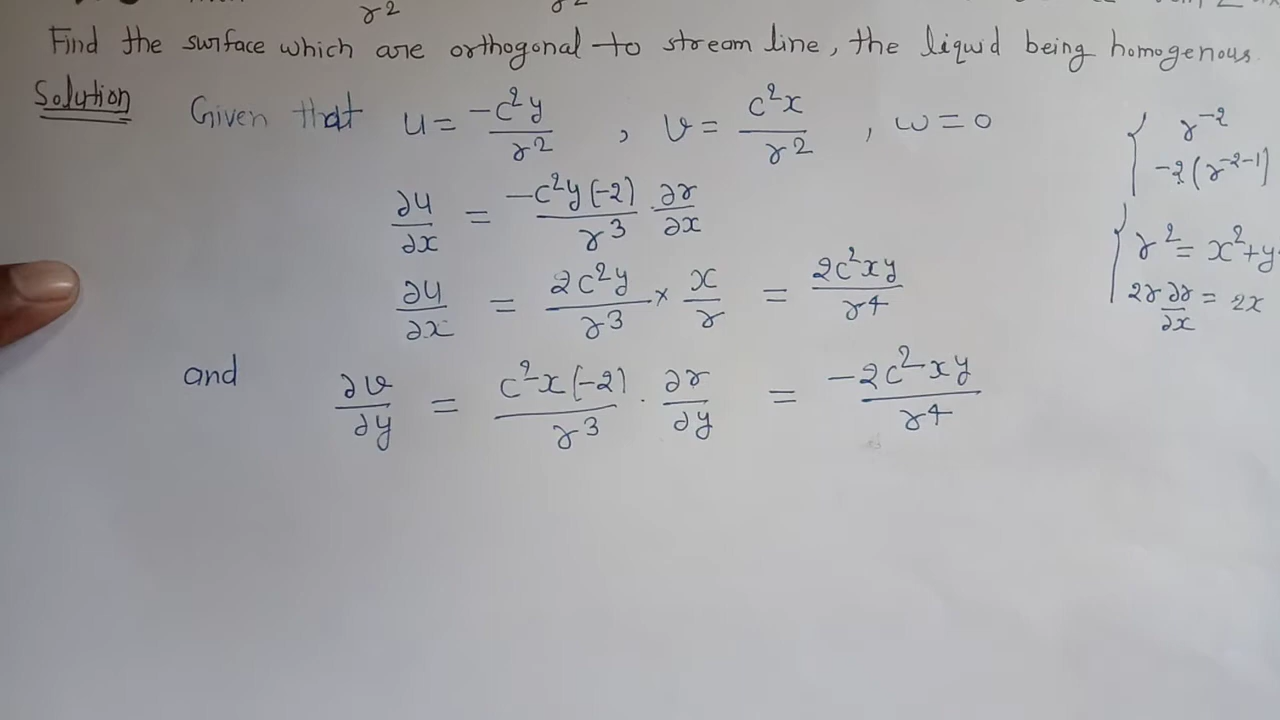 r² r²
Find the surface which are orthogonal to stream line, the liquid being homogenous.
Solution Given that u = -c²y/r² , v = c²x/r² , w = 0
{ r⁻²
-2(r⁻²⁻¹)
∂u/∂x = -c²y(-2)/r³ . ∂r/∂x
{ r² = x²+y
2r ∂r/∂x = 2x
∂u/∂x = 2c²y/r³ × x/r = 2c²xy/r⁴
and ∂v/∂y = c²x(-2)/r³ . ∂r/∂y = -2c²xy/r⁴